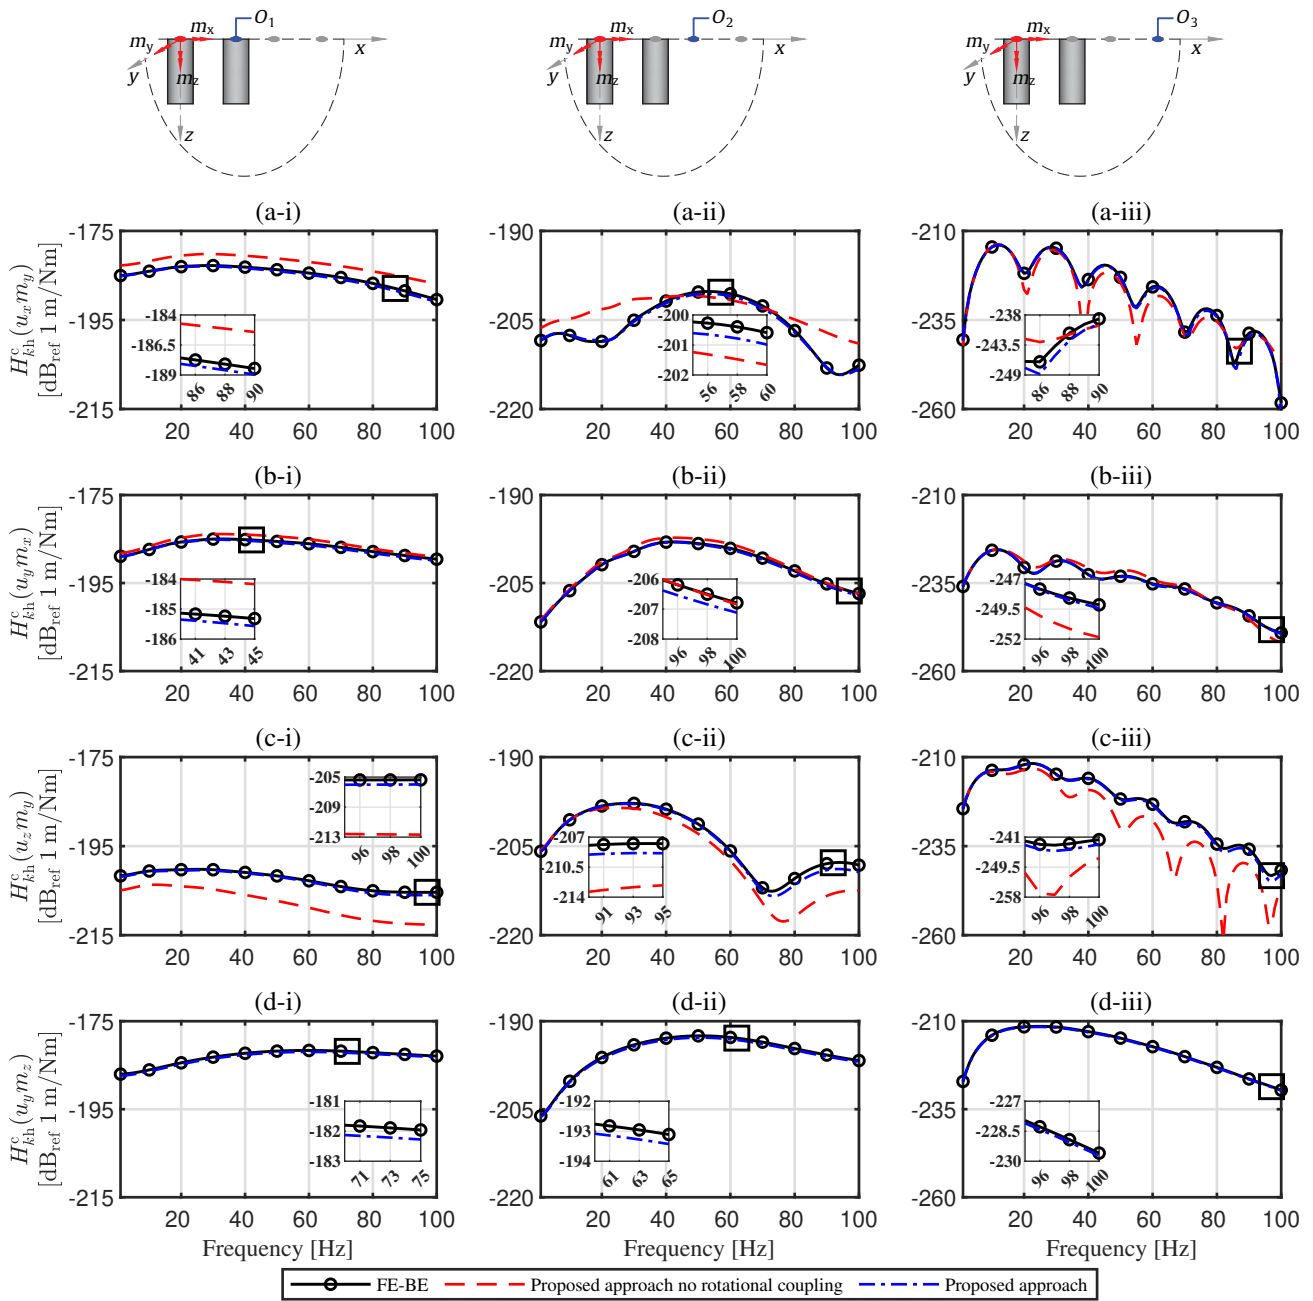 m_x O_1 m_y x y m_z z
m_x O_2 m_y x y m_z z
m_x O_3 m_y x y m_z z
(a-i) (a-ii) (a-iii)
H^c_{kh}(u_x m_y)
[dB_ref 1 m/Nm]
-175 -195 -215
20 40 60 80 100
-184 -186.5 -189
86 88 90
-190 -205 -220
20 40 60 80 100
-200 -201 -202
56 58 60
-210 -235 -260
20 40 60 80 100
-238 -243.5 -249
86 88 90
(b-i) (b-ii) (b-iii)
H^c_{kh}(u_y m_x)
[dB_ref 1 m/Nm]
-175 -195 -215
20 40 60 80 100
-184 -185 -186
41 43 45
-190 -205 -220
20 40 60 80 100
-206 -207 -208
96 98 100
-210 -235 -260
20 40 60 80 100
-247 -249.5 -252
96 98 100
(c-i) (c-ii) (c-iii)
H^c_{kh}(u_z m_y)
[dB_ref 1 m/Nm]
-175 -195 -215
20 40 60 80 100
-205 -209 -213
96 98 100
-190 -205 -220
20 40 60 80 100
-207 -210.5 -214
91 93 95
-210 -235 -260
20 40 60 80 100
-241 -249.5 -258
96 98 100
(d-i) (d-ii) (d-iii)
H^c_{kh}(u_y m_z)
[dB_ref 1 m/Nm]
-175 -195 -215
20 40 60 80 100
-181 -182 -183
71 73 75
-190 -205 -220
20 40 60 80 100
-192 -193 -194
61 63 65
-210 -235 -260
20 40 60 80 100
-227 -228.5 -230
96 98 100
Frequency [Hz] Frequency [Hz] Frequency [Hz]
FE-BE Proposed approach no rotational coupling Proposed approach